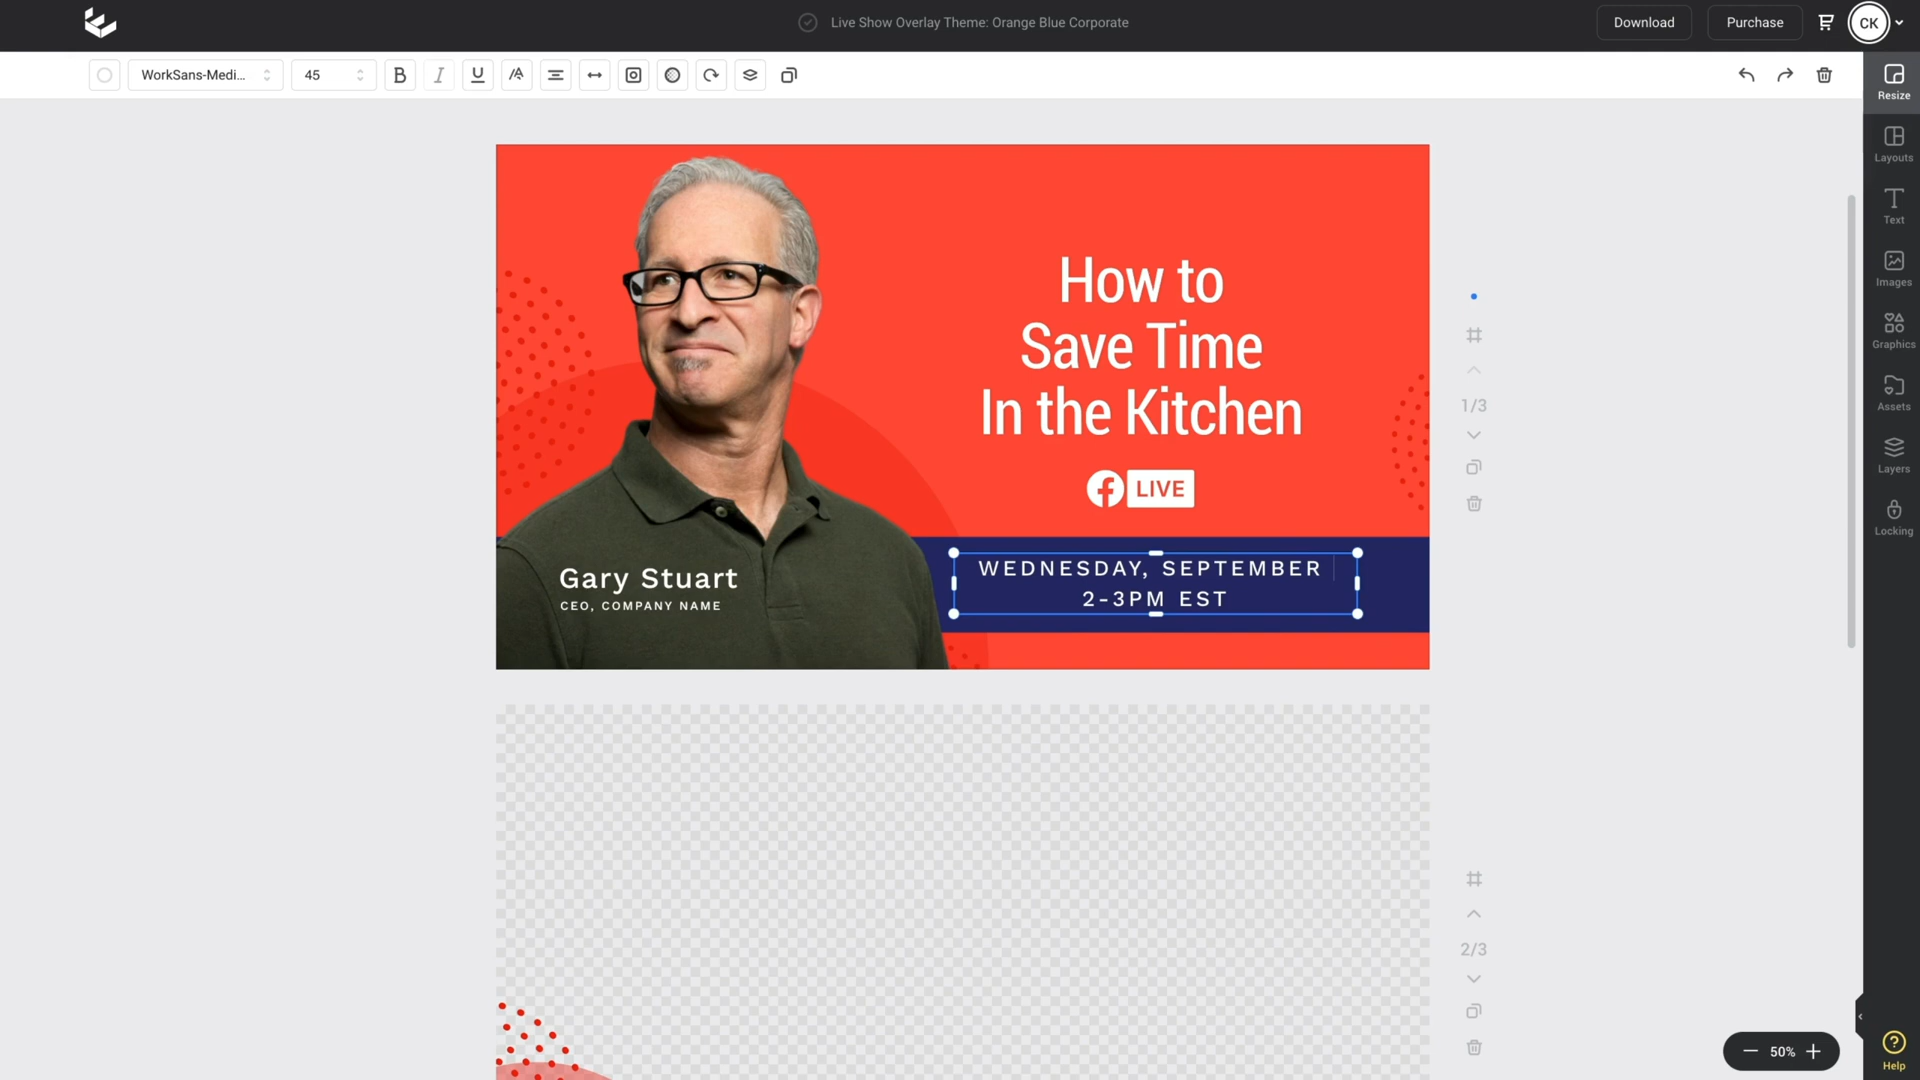 Live Show Overlay Theme: Orange Blue Corporate
Download
Purchase
CK
WorkSans-Medi...
45
B
I
U
A
Resize
Layouts
Text
Images
Graphics
Assets
Layers
Locking
How to
Save Time
In the Kitchen
LIVE
WEDNESDAY, SEPTEMBER
2-3PM EST
Gary Stuart
CEO, COMPANY NAME
1/3
2/3
50%
Help